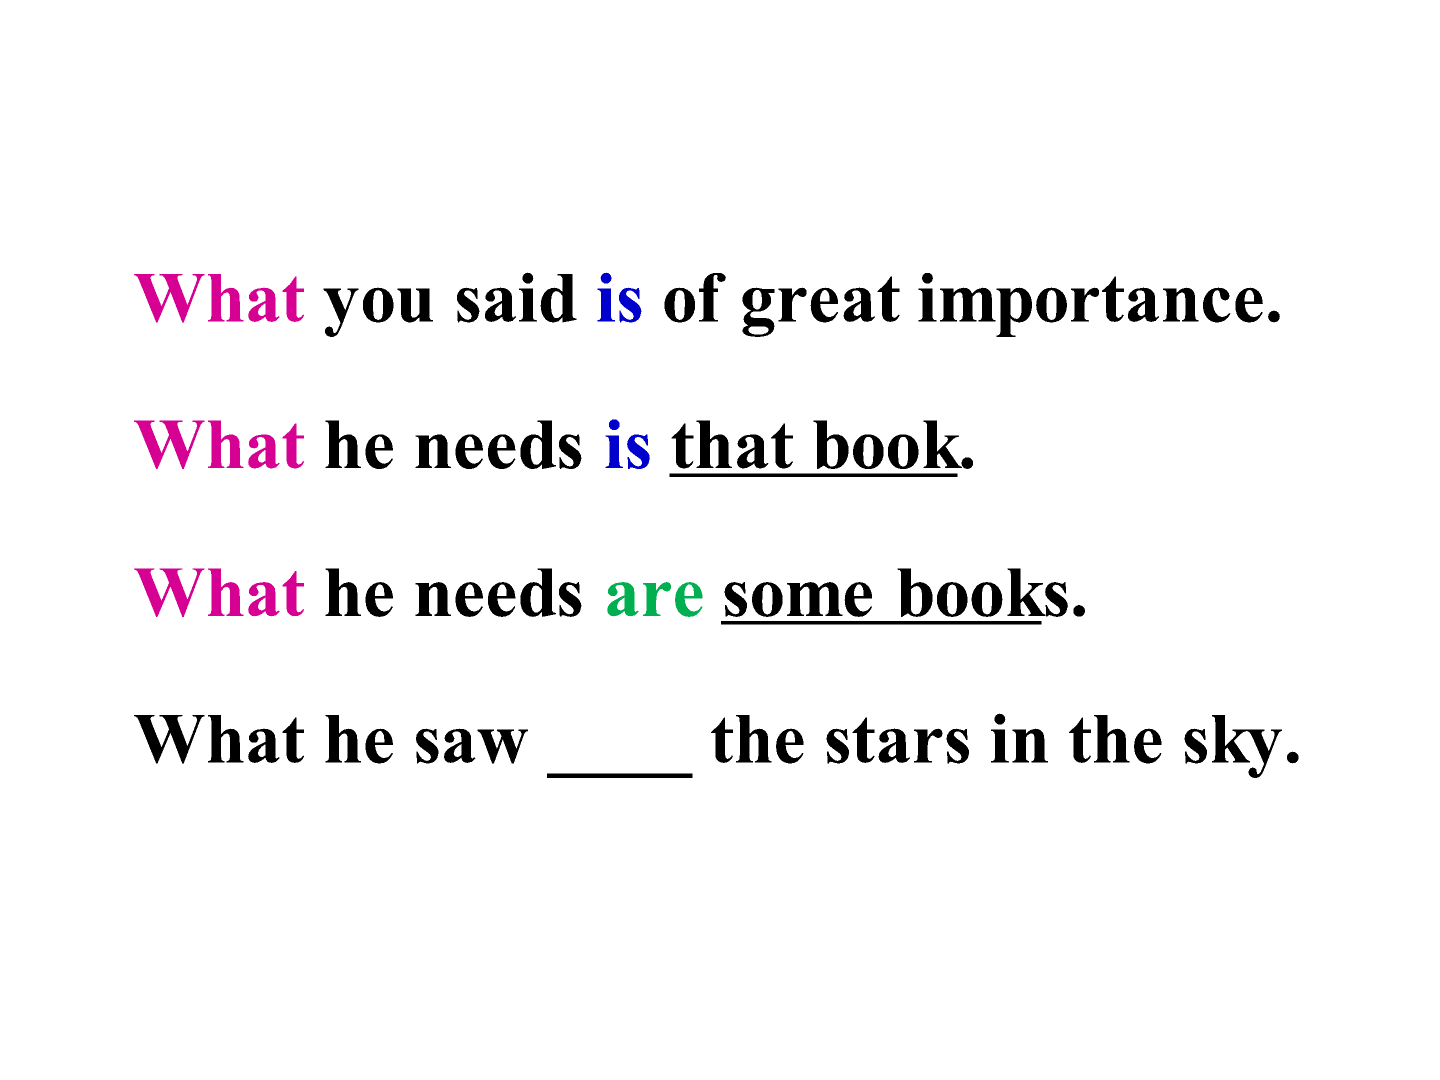 What you said is of great importance.
What he needs is that book.
What he needs are some books.
What he saw ____ the stars in the sky.